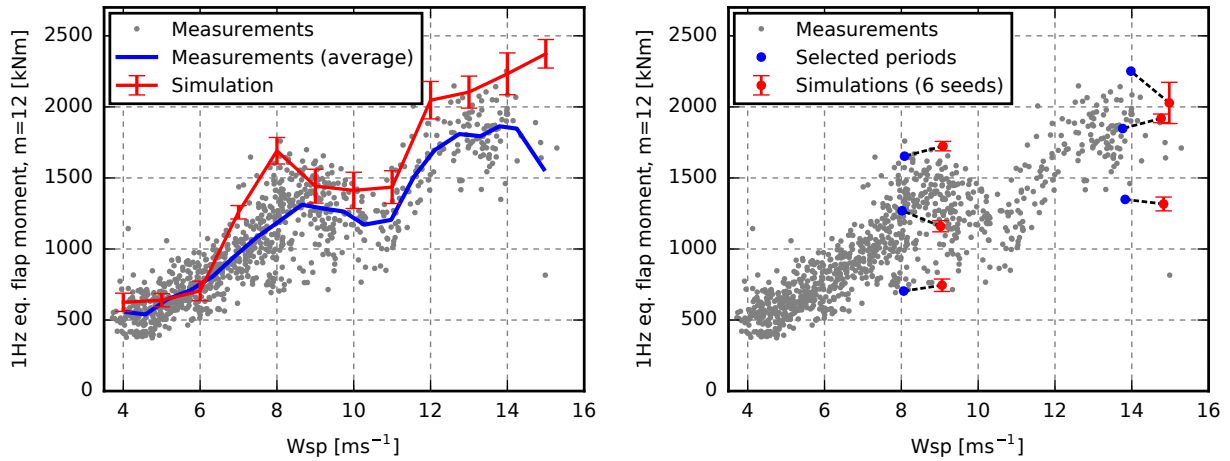 1Hz eq. flap moment, m=12 [kNm]
2500
2000
1500
1000
500
0
Measurements
Measurements (average)
Simulation
4 6 8 10 12 14 16
Wsp [ms⁻¹]
1Hz eq. flap moment, m=12 [kNm]
2500
2000
1500
1000
500
0
Measurements
Selected periods
Simulations (6 seeds)
4 6 8 10 12 14 16
Wsp [ms⁻¹]